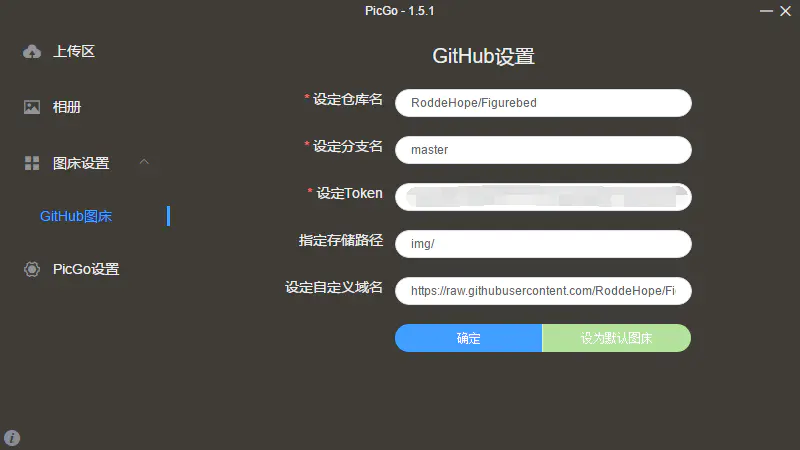 PicGo - 1.5.1
上传区
相册
图床设置
GitHub图床
PicGo设置
GitHub设置
* 设定仓库名
RoddeHope/Figurebed
* 设定分支名
master
* 设定Token
指定存储路径
img/
设定自定义域名
https://raw.githubusercontent.com/RoddeHope/Fi
确定
设为默认图床